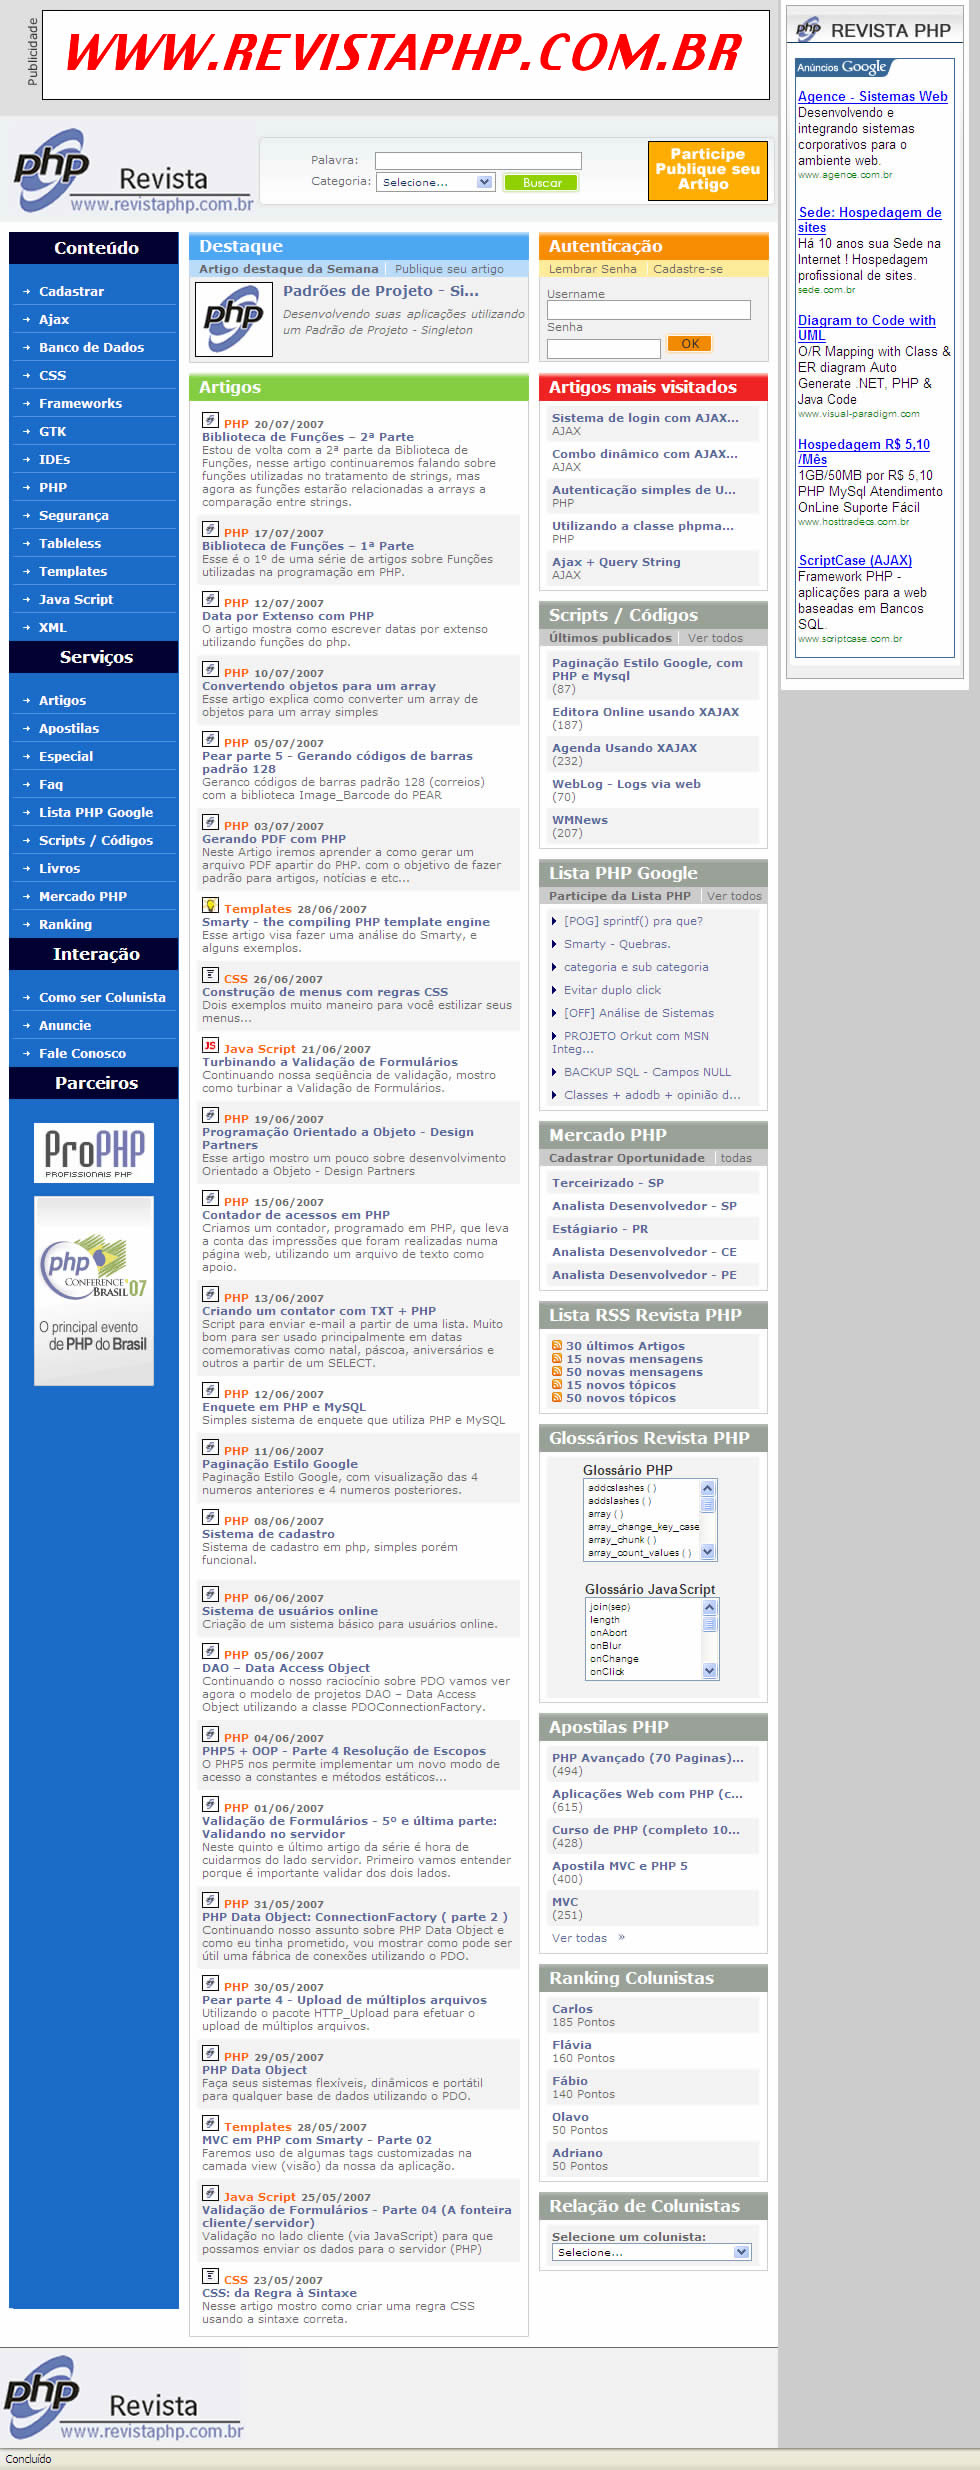 Publicidade
WWW.REVISTAPHP.COM.BR
php Revista
www.revistaphp.com.br
Palavra:
Categoria: Selecione... Buscar
Participe
Publique seu
Artigo
Conteúdo
Cadastrar
Ajax
Banco de Dados
CSS
Frameworks
GTK
IDEs
PHP
Segurança
Tableless
Templates
Java Script
XML
Serviços
Artigos
Apostilas
Especial
Faq
Lista PHP Google
Scripts / Códigos
Livros
Mercado PHP
Ranking
Interação
Como ser Colunista
Anuncie
Fale Conosco
Parceiros
ProPHP
PROFISSIONAIS PHP
php
CONFERENCE
BRASIL'07
O principal evento
de PHP do Brasil
Destaque
Artigo destaque da Semana Publique seu artigo
php
Padrões de Projeto - Si...
Desenvolvendo suas aplicações utilizando
um Padrão de Projeto - Singleton
Artigos
PHP 20/07/2007
Biblioteca de Funções – 2ª Parte
Estou de volta com a 2ª parte da Biblioteca de
Funções, nesse artigo continuaremos falando sobre
funções utilizadas no tratamento de strings, mas
agora as funções estarão relacionadas a arrays a
comparação entre strings.
PHP 17/07/2007
Biblioteca de Funções – 1ª Parte
Esse é o 1º de uma série de artigos sobre Funções
utilizadas na programação em PHP.
PHP 12/07/2007
Data por Extenso com PHP
O artigo mostra como escrever datas por extenso
utilizando funções do php.
PHP 10/07/2007
Convertendo objetos para um array
Esse artigo explica como converter um array de
objetos para um array simples
PHP 05/07/2007
Pear parte 5 - Gerando códigos de barras
padrão 128
Geranco códigos de barras padrão 128 (correios)
com a biblioteca Image_Barcode do PEAR
PHP 03/07/2007
Gerando PDF com PHP
Neste Artigo iremos aprender a como gerar um
arquivo PDF apartir do PHP. com o objetivo de fazer
padrão para artigos, notícias e etc...
Templates 28/06/2007
Smarty - the compiling PHP template engine
Esse artigo visa fazer uma análise do Smarty, e
alguns exemplos.
CSS 26/06/2007
Construção de menus com regras CSS
Dois exemplos muito maneiro para você estilizar seus
menus...
JS Java Script 21/06/2007
Turbinando a Validação de Formulários
Continuando nossa seqüência de validação, mostro
como turbinar a Validação de Formulários.
PHP 19/06/2007
Programação Orientado a Objeto - Design
Partners
Esse artigo mostro um pouco sobre desenvolvimento
Orientado a Objeto - Design Partners
PHP 15/06/2007
Contador de acessos em PHP
Criamos um contador, programado em PHP, que leva
a conta das impressões que foram realizadas numa
página web, utilizando um arquivo de texto como
apoio.
PHP 13/06/2007
Criando um contator com TXT + PHP
Script para enviar e-mail a partir de uma lista. Muito
bom para ser usado principalmente em datas
comemorativas como natal, páscoa, aniversários e
outros a partir de um SELECT.
PHP 12/06/2007
Enquete em PHP e MySQL
Simples sistema de enquete que utiliza PHP e MySQL
PHP 11/06/2007
Paginação Estilo Google
Paginação Estilo Google, com visualização das 4
numeros anteriores e 4 numeros posteriores.
PHP 08/06/2007
Sistema de cadastro
Sistema de cadastro em php, simples porém
funcional.
PHP 06/06/2007
Sistema de usuários online
Criação de um sistema básico para usuários online.
PHP 05/06/2007
DAO – Data Access Object
Continuando o nosso raciocínio sobre PDO vamos ver
agora o modelo de projetos DAO – Data Access
Object utilizando a classe PDOConnectionFactory.
PHP 04/06/2007
PHP5 + OOP - Parte 4 Resolução de Escopos
O PHP5 nos permite implementar um novo modo de
acesso a constantes e métodos estáticos...
PHP 01/06/2007
Validação de Formulários - 5º e última parte:
Validando no servidor
Neste quinto e último artigo da série é hora de
cuidarmos do lado servidor. Primeiro vamos entender
porque é importante validar dos dois lados.
PHP 31/05/2007
PHP Data Object: ConnectionFactory ( parte 2 )
Continuando nosso assunto sobre PHP Data Object e
como eu tinha prometido, vou mostrar como pode ser
útil uma fábrica de conexões utilizando o PDO.
PHP 30/05/2007
Pear parte 4 - Upload de múltiplos arquivos
Utilizando o pacote HTTP_Upload para efetuar o
upload de múltiplos arquivos.
PHP 29/05/2007
PHP Data Object
Faça seus sistemas flexíveis, dinâmicos e portátil
para qualquer base de dados utilizando o PDO.
Templates 28/05/2007
MVC em PHP com Smarty - Parte 02
Faremos uso de algumas tags customizadas na
camada view (visão) da nossa da aplicação.
Java Script 25/05/2007
Validação de Formulários - Parte 04 (A fonteira
cliente/servidor)
Validação no lado cliente (via JavaScript) para que
possamos enviar os dados para o servidor (PHP)
CSS 23/05/2007
CSS: da Regra à Sintaxe
Nesse artigo mostro como criar uma regra CSS
usando a sintaxe correta.
Autenticação
Lembrar Senha Cadastre-se
Username
Senha
OK
Artigos mais visitados
Sistema de login com AJAX...
AJAX
Combo dinâmico com AJAX...
AJAX
Autenticação simples de U...
PHP
Utilizando a classe phpma...
PHP
Ajax + Query String
AJAX
Scripts / Códigos
Últimos publicados Ver todos
Paginação Estilo Google, com
PHP e Mysql
(87)
Editora Online usando XAJAX
(187)
Agenda Usando XAJAX
(232)
WebLog - Logs via web
(70)
WMNews
(207)
Lista PHP Google
Participe da Lista PHP Ver todos
[POG] sprintf() pra que?
Smarty - Quebras.
categoria e sub categoria
Evitar duplo click
[OFF] Análise de Sistemas
PROJETO Orkut com MSN
Integ...
BACKUP SQL - Campos NULL
Classes + adodb + opinião d...
Mercado PHP
Cadastrar Oportunidade todas
Terceirizado - SP
Analista Desenvolvedor - SP
Estágiario - PR
Analista Desenvolvedor - CE
Analista Desenvolvedor - PE
Lista RSS Revista PHP
30 últimos Artigos
15 novas mensagens
50 novas mensagens
15 novos tópicos
50 novos tópicos
Glossários Revista PHP
Glossário PHP
addcslashes ( )
addslashes ( )
array ( )
array_change_key_case
array_chunk ( )
array_count_values ( )
Glossário JavaScript
join(sep)
length
onAbort
onBlur
onChange
onClick
Apostilas PHP
PHP Avançado (70 Paginas)...
(494)
Aplicações Web com PHP (c...
(615)
Curso de PHP (completo 10...
(428)
Apostila MVC e PHP 5
(400)
MVC
(251)
Ver todas »
Ranking Colunistas
Carlos
185 Pontos
Flávia
160 Pontos
Fábio
140 Pontos
Olavo
50 Pontos
Adriano
50 Pontos
Relação de Colunistas
Selecione um colunista:
Selecione...
php REVISTA PHP
Anúncios Google
Agence - Sistemas Web
Desenvolvendo e
integrando sistemas
corporativos para o
ambiente web.
www.agence.com.br
Sede: Hospedagem de
sites
Há 10 anos sua Sede na
Internet ! Hospedagem
profissional de sites.
sede.com.br
Diagram to Code with
UML
O/R Mapping with Class &
ER diagram Auto
Generate .NET, PHP &
Java Code
www.visual-paradigm.com
Hospedagem R$ 5,10
/Mês
1GB/50MB por R$ 5,10
PHP MySql Atendimento
OnLine Suporte Fácil
www.hosttradecs.com.br
ScriptCase (AJAX)
Framework PHP -
aplicações para a web
baseadas em Bancos
SQL.
www.scriptcase.com.br
php Revista
www.revistaphp.com.br
Concluído